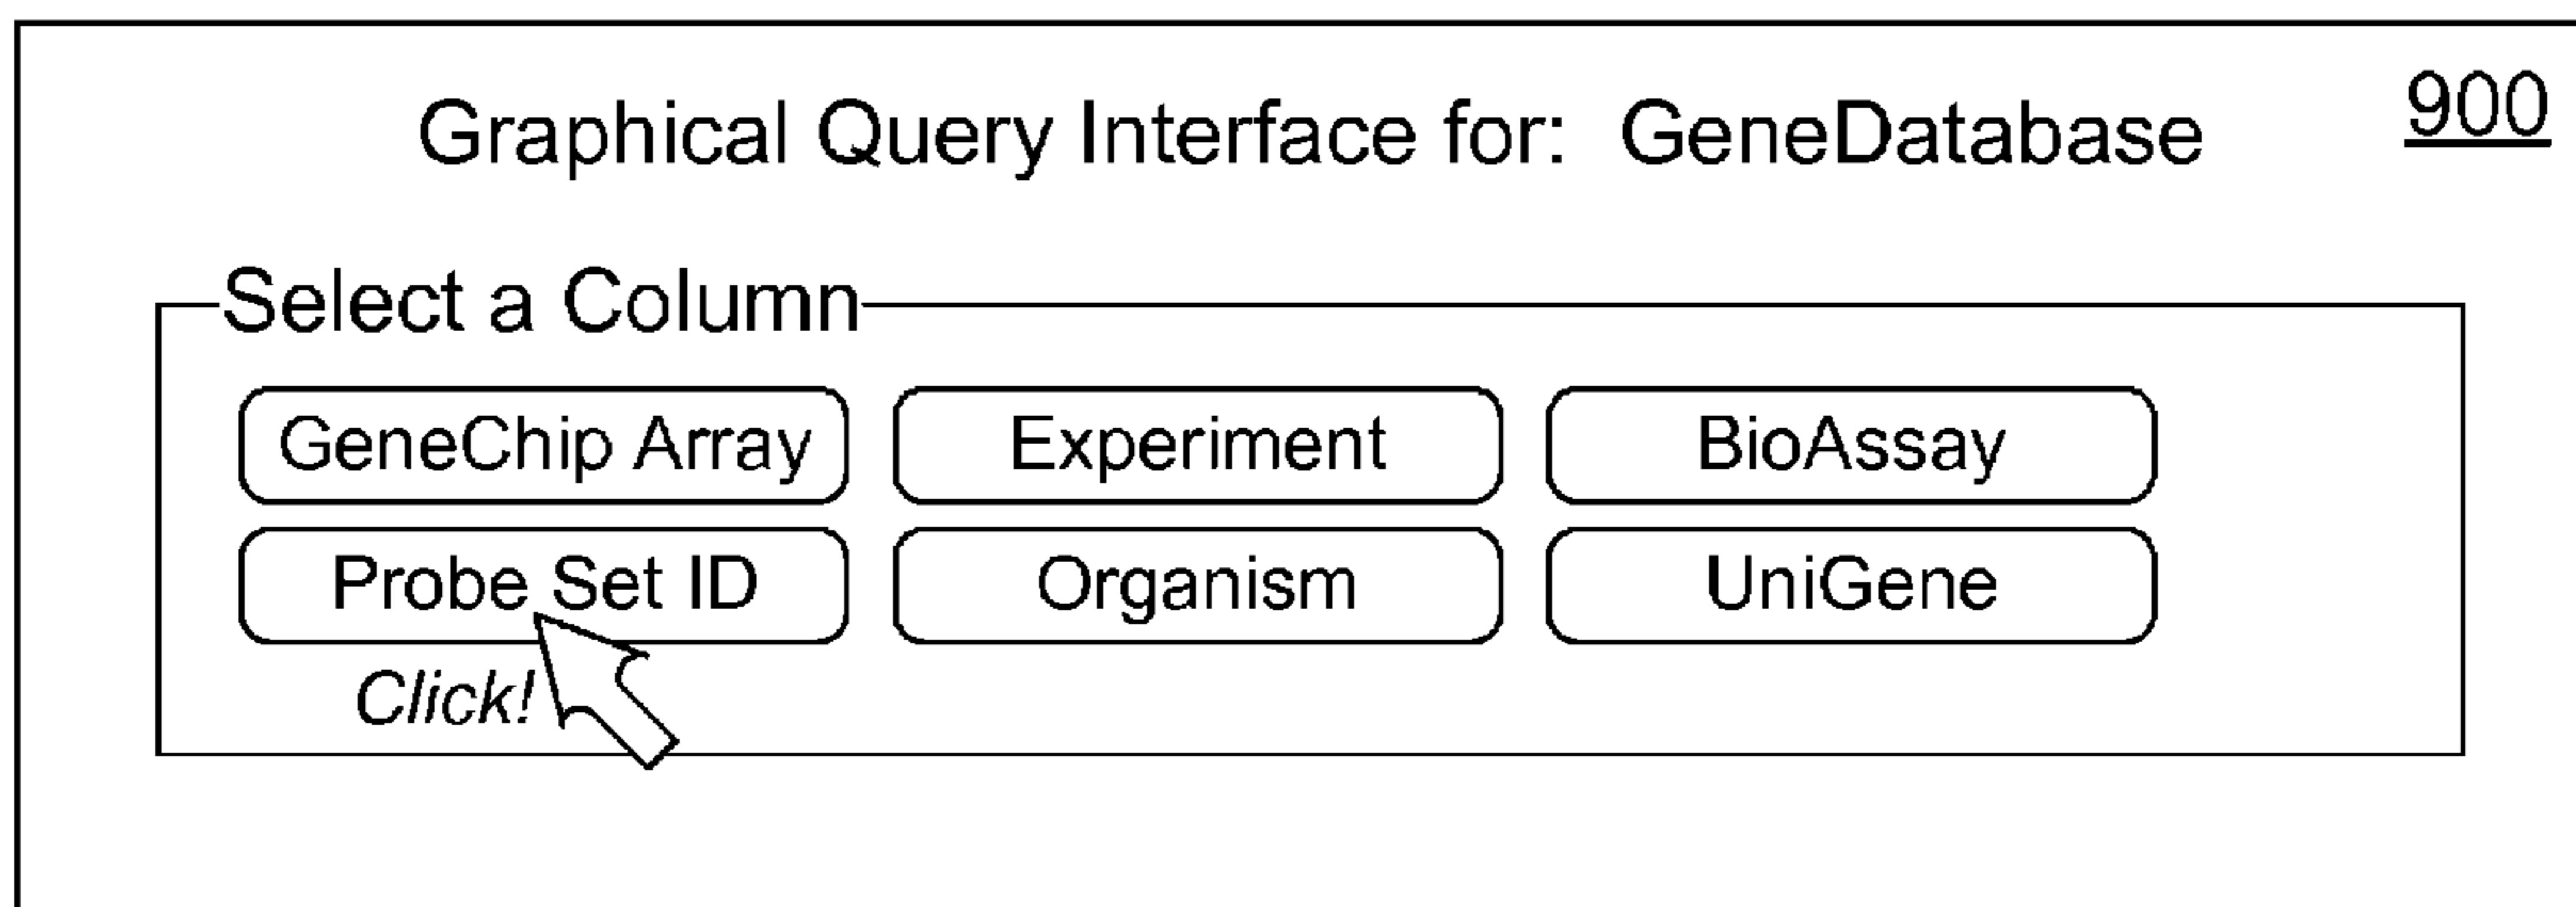 Graphical Query Interface for: GeneDatabase 900
Select a Column
GeneChip Array Experiment BioAssay
Probe Set ID Organism UniGene
Click!